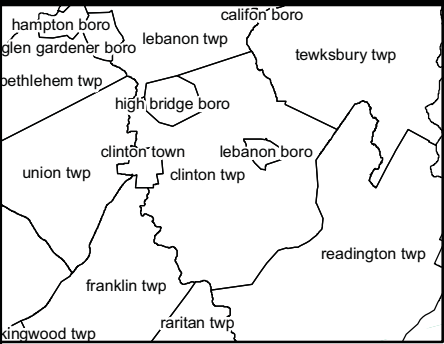 califon boro
hampton boro
lebanon twp
glen gardener boro
tewksbury twp
bethlehem twp
high bridge boro
clinton town
lebanon boro
union twp
clinton twp
readington twp
franklin twp
raritan twp
kingwood twp